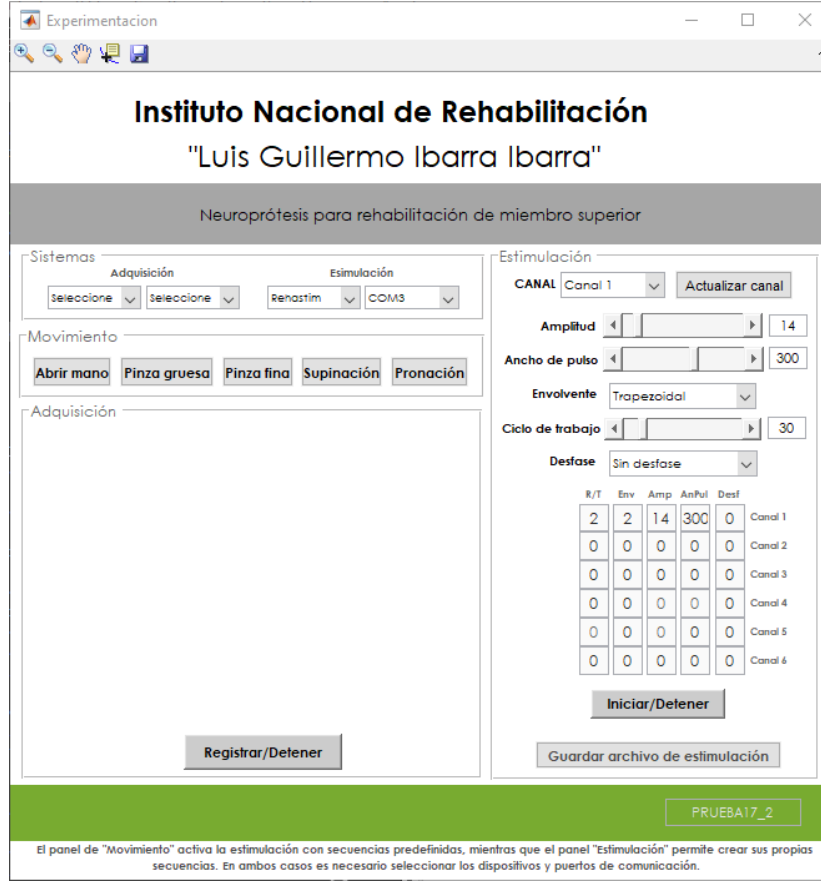 Experimentacion
Instituto Nacional de Rehabilitación
"Luis Guillermo Ibarra Ibarra"
Neuroprótesis para rehabilitación de miembro superior
Sistemas
Adquisición Esimulación
Seleccione Seleccione Rehastim COM3
Movimiento
Abrir mano Pinza gruesa Pinza fina Supinación Pronación
Adquisición
Registrar/Detener
Estimulación
CANAL Canal 1 Actualizar canal
Amplitud 14
Ancho de pulso 300
Envolvente Trapezoidal
Ciclo de trabajo 30
Desfase Sin desfase
R/T Env Amp AnPul Desf
2 2 14 300 0 Canal 1
0 0 0 0 0 Canal 2
0 0 0 0 0 Canal 3
0 0 0 0 0 Canal 4
0 0 0 0 0 Canal 5
0 0 0 0 0 Canal 6
Iniciar/Detener
Guardar archivo de estimulación
PRUEBA17_2
El panel de "Movimiento" activa la estimulación con secuencias predefinidas, mientras que el panel "Estimulación" permite crear sus propias
secuencias. En ambos casos es necesario seleccionar los dispositivos y puertos de comunicación.